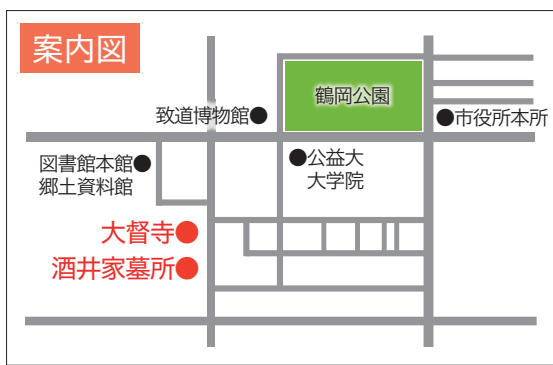 案内図
鶴岡公園
致道博物館
市役所本所
図書館本館
郷土資料館
公益大
大学院
大督寺
酒井家墓所